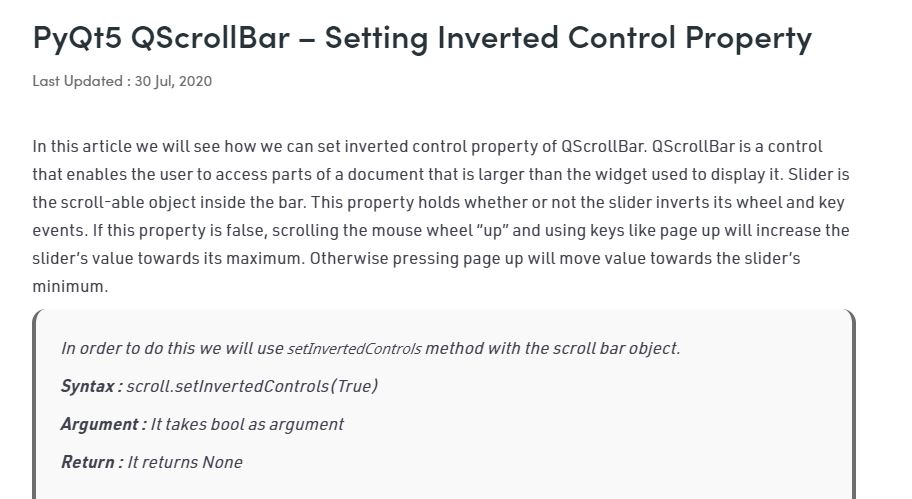 PyQt5 QScrollBar – Setting Inverted Control Property
Last Updated : 30 Jul, 2020
In this article we will see how we can set inverted control property of QScrollBar. QScrollBar is a control
that enables the user to access parts of a document that is larger than the widget used to display it. Slider is
the scroll-able object inside the bar. This property holds whether or not the slider inverts its wheel and key
events. If this property is false, scrolling the mouse wheel “up” and using keys like page up will increase the
slider’s value towards its maximum. Otherwise pressing page up will move value towards the slider’s
minimum.
In order to do this we will use setInvertedControls method with the scroll bar object.
Syntax : scroll.setInvertedControls(True)
Argument : It takes bool as argument
Return : It returns None